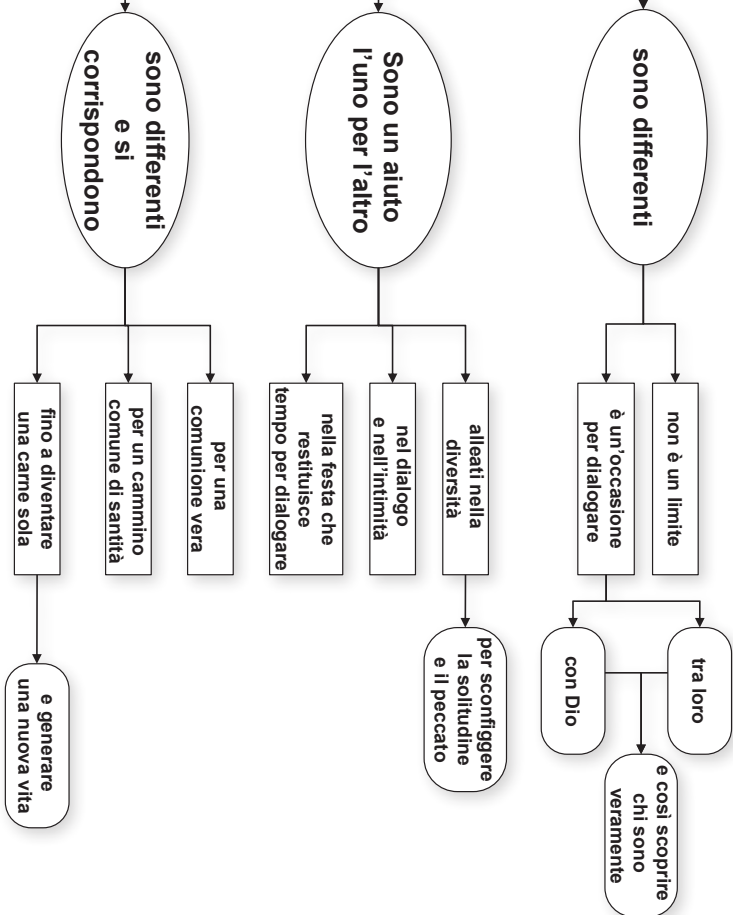 sono differenti
non è un limite
è un'occasione
per dialogare
tra loro
con Dio
e così scoprire
chi sono
veramente
Sono un aiuto
l'uno per l'altro
alleati nella
diversità
nel dialogo
e nell'intimità
nella festa che
restituisce
tempo per dialogare
per sconfiggere
la solitudine
e il peccato
sono differenti
e si
corrispondono
per una
comunione vera
per un cammino
comune di santità
fino a diventare
una carne sola
e generare
una nuova vita